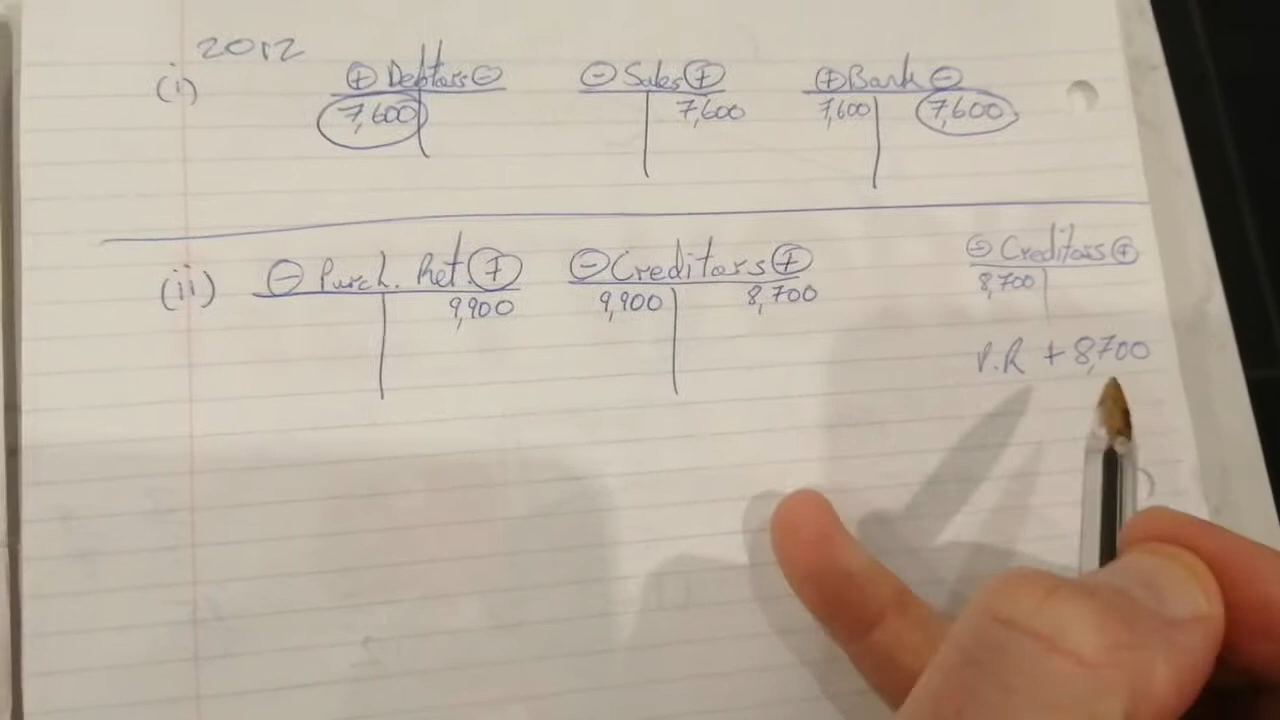 2012
(i) ⊕ Debtors ⊖ ⊖ Sales ⊕ ⊕ Bank ⊖
7,600 7,600 7,600 7,600
(ii) ⊖ Purch. Ret. ⊕ ⊖ Creditors ⊕ ⊖ Creditors ⊕
9,900 9,900 8,700 8,700
P.R + 8,700